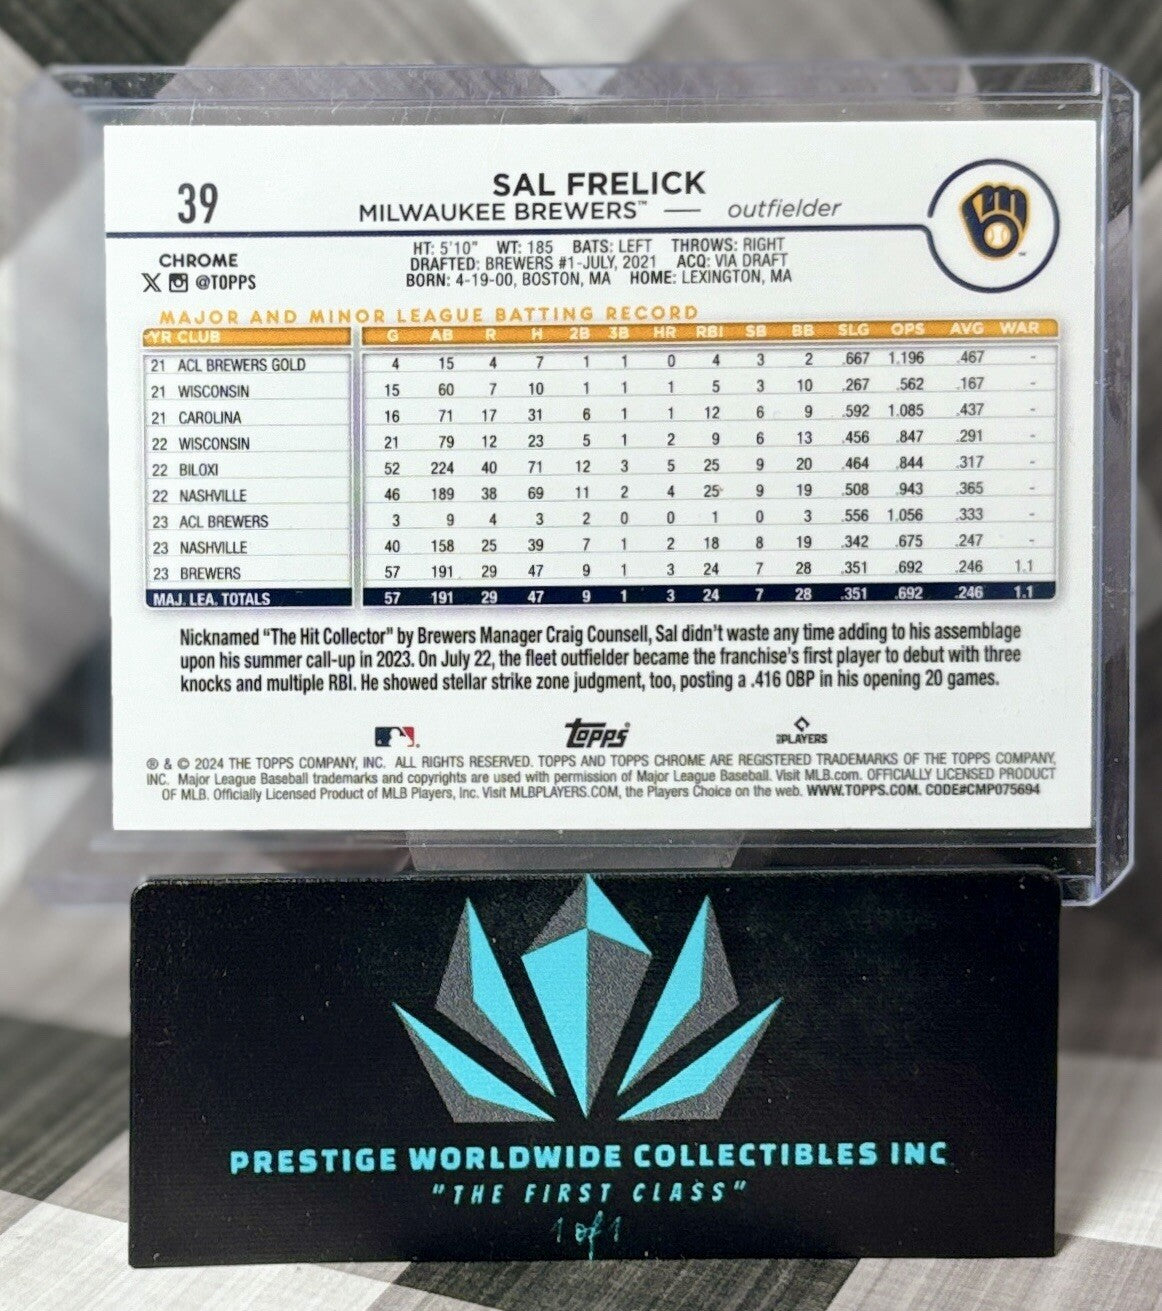 39
SAL FRELICK
MILWAUKEE BREWERS™ — outfielder
CHROME
@TOPPS
HT: 5'10" WT: 185 BATS: LEFT THROWS: RIGHT
DRAFTED: BREWERS #1-JULY, 2021 ACQ: VIA DRAFT
BORN: 4-19-00, BOSTON, MA HOME: LEXINGTON, MA
MAJOR AND MINOR LEAGUE BATTING RECORD
YR CLUB G AB R H 2B 3B HR RBI SB BB SLG OPS AVG WAR
21 ACL BREWERS GOLD 4 15 4 7 1 1 0 4 3 2 .667 1.196 .467 -
21 WISCONSIN 15 60 7 10 1 1 1 5 3 10 .267 .562 .167 -
21 CAROLINA 16 71 17 31 6 1 1 12 6 9 .592 1.085 .437 -
22 WISCONSIN 21 79 12 23 5 1 2 9 6 13 .456 .847 .291 -
22 BILOXI 52 224 40 71 12 3 5 25 9 20 .464 .844 .317 -
22 NASHVILLE 46 189 38 69 11 2 4 25 9 19 .508 .943 .365 -
23 ACL BREWERS 3 9 4 3 2 0 0 1 0 3 .556 1.056 .333 -
23 NASHVILLE 40 158 25 39 7 1 2 18 8 19 .342 .675 .247 -
23 BREWERS 57 191 29 47 9 1 3 24 7 28 .351 .692 .246 1.1
MAJ. LEA. TOTALS 57 191 29 47 9 1 3 24 7 28 .351 .692 .246 1.1
Nicknamed "The Hit Collector" by Brewers Manager Craig Counsell, Sal didn't waste any time adding to his assemblage
upon his summer call-up in 2023. On July 22, the fleet outfielder became the franchise's first player to debut with three
knocks and multiple RBI. He showed stellar strike zone judgment, too, posting a .416 OBP in his opening 20 games.
topps
PLAYERS
® & © 2024 THE TOPPS COMPANY, INC. ALL RIGHTS RESERVED. TOPPS AND TOPPS CHROME ARE REGISTERED TRADEMARKS OF THE TOPPS COMPANY,
INC. Major League Baseball trademarks and copyrights are used with permission of Major League Baseball. Visit MLB.com. OFFICIALLY LICENSED PRODUCT
OF MLB. Officially Licensed Product of MLB Players, Inc. Visit MLBPLAYERS.COM, the Players Choice on the web. WWW.TOPPS.COM. CODE#CMP075694
PRESTIGE WORLDWIDE COLLECTIBLES INC
"THE FIRST CLASS"
1 of 1